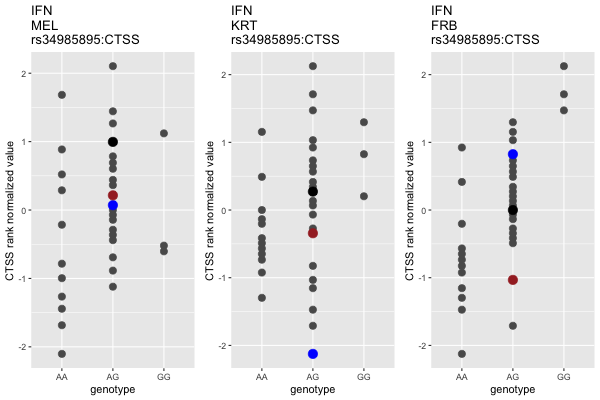 IFN
MEL
rs34985895:CTSS
CTSS rank normalized value
2
1
0
-1
-2
AA AG GG
genotype
IFN
KRT
rs34985895:CTSS
CTSS rank normalized value
2
1
0
-1
-2
AA AG GG
genotype
IFN
FRB
rs34985895:CTSS
CTSS rank normalized value
2
1
0
-1
-2
AA AG GG
genotype